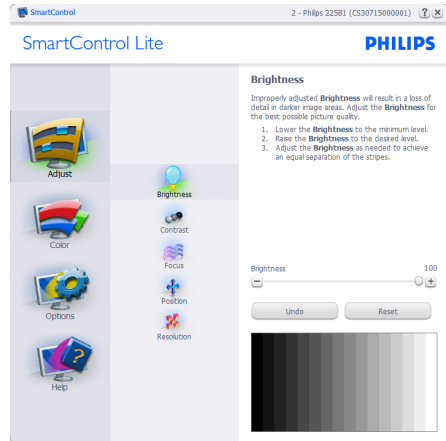 SmartControl
2 - Philips 225B1 (CS30715000001)
?
SmartControl Lite
PHILIPS
Adjust
Color
Options
Help
Brightness
Contrast
Focus
Position
Resolution
Brightness
Improperly adjusted Brightness will result in a loss of
detail in darker image areas. Adjust the Brightness for
the best possible picture quality.
1. Lower the Brightness to the minimum level.
2. Raise the Brightness to the desired level.
3. Adjust the Brightness as needed to achieve
an equal separation of the stripes.
Brightness 100
Undo
Reset